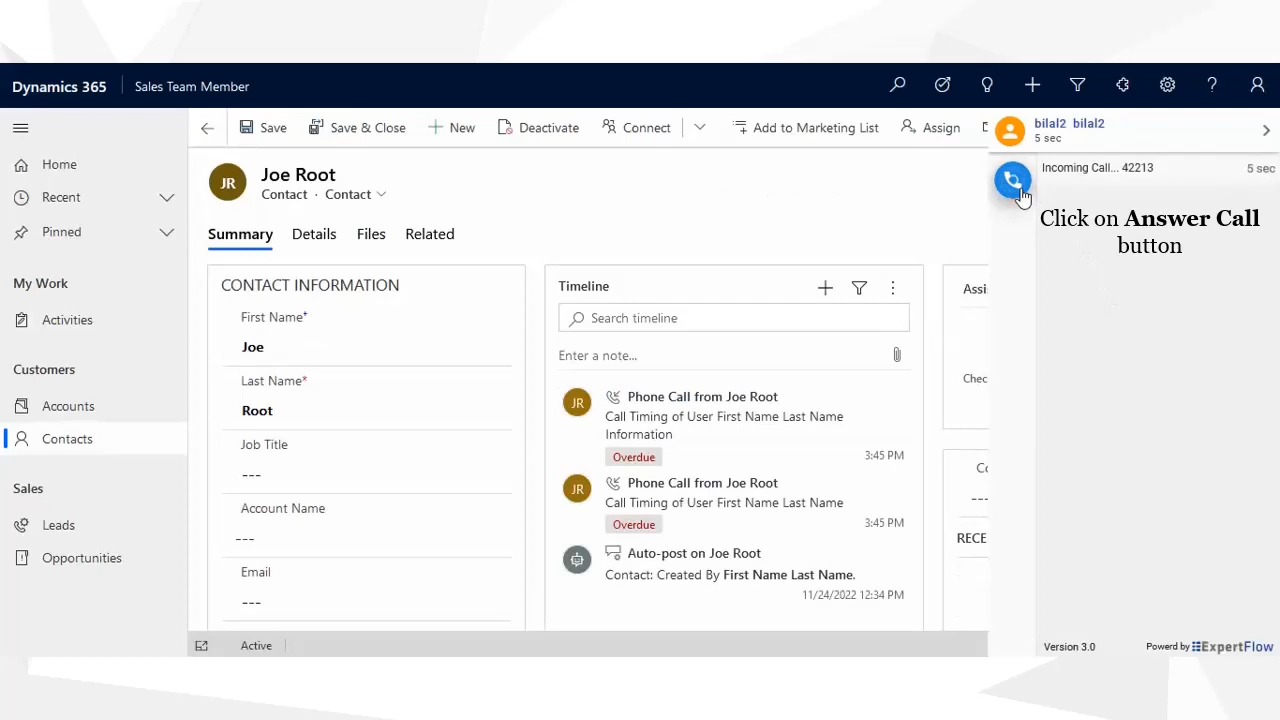 Dynamics 365
Sales Team Member
Save
Save & Close
New
Deactivate
Connect
Add to Marketing List
Assign
bilal2 bilal2
5 sec
Home
Recent
Pinned
My Work
Activities
Customers
Accounts
Contacts
Sales
Leads
Opportunities
JR
Joe Root
Contact · Contact
Summary
Details
Files
Related
CONTACT INFORMATION
First Name+
Joe
Last Name*
Root
Job Title
---
Account Name
---
Email
---
Timeline
Search timeline
Enter a note...
JR
Phone Call from Joe Root
Call Timing of User First Name Last Name
Information
Overdue
3:45 PM
JR
Phone Call from Joe Root
Call Timing of User First Name Last Name
Overdue
3:45 PM
Auto-post on Joe Root
Contact: Created By First Name Last Name.
11/24/2022 12:34 PM
Assi
Chec
Co
---
RECE
Incoming Call... 42213
5 sec
Click on Answer Call
button
Active
Version 3.0
Powerd by ExpertFlow